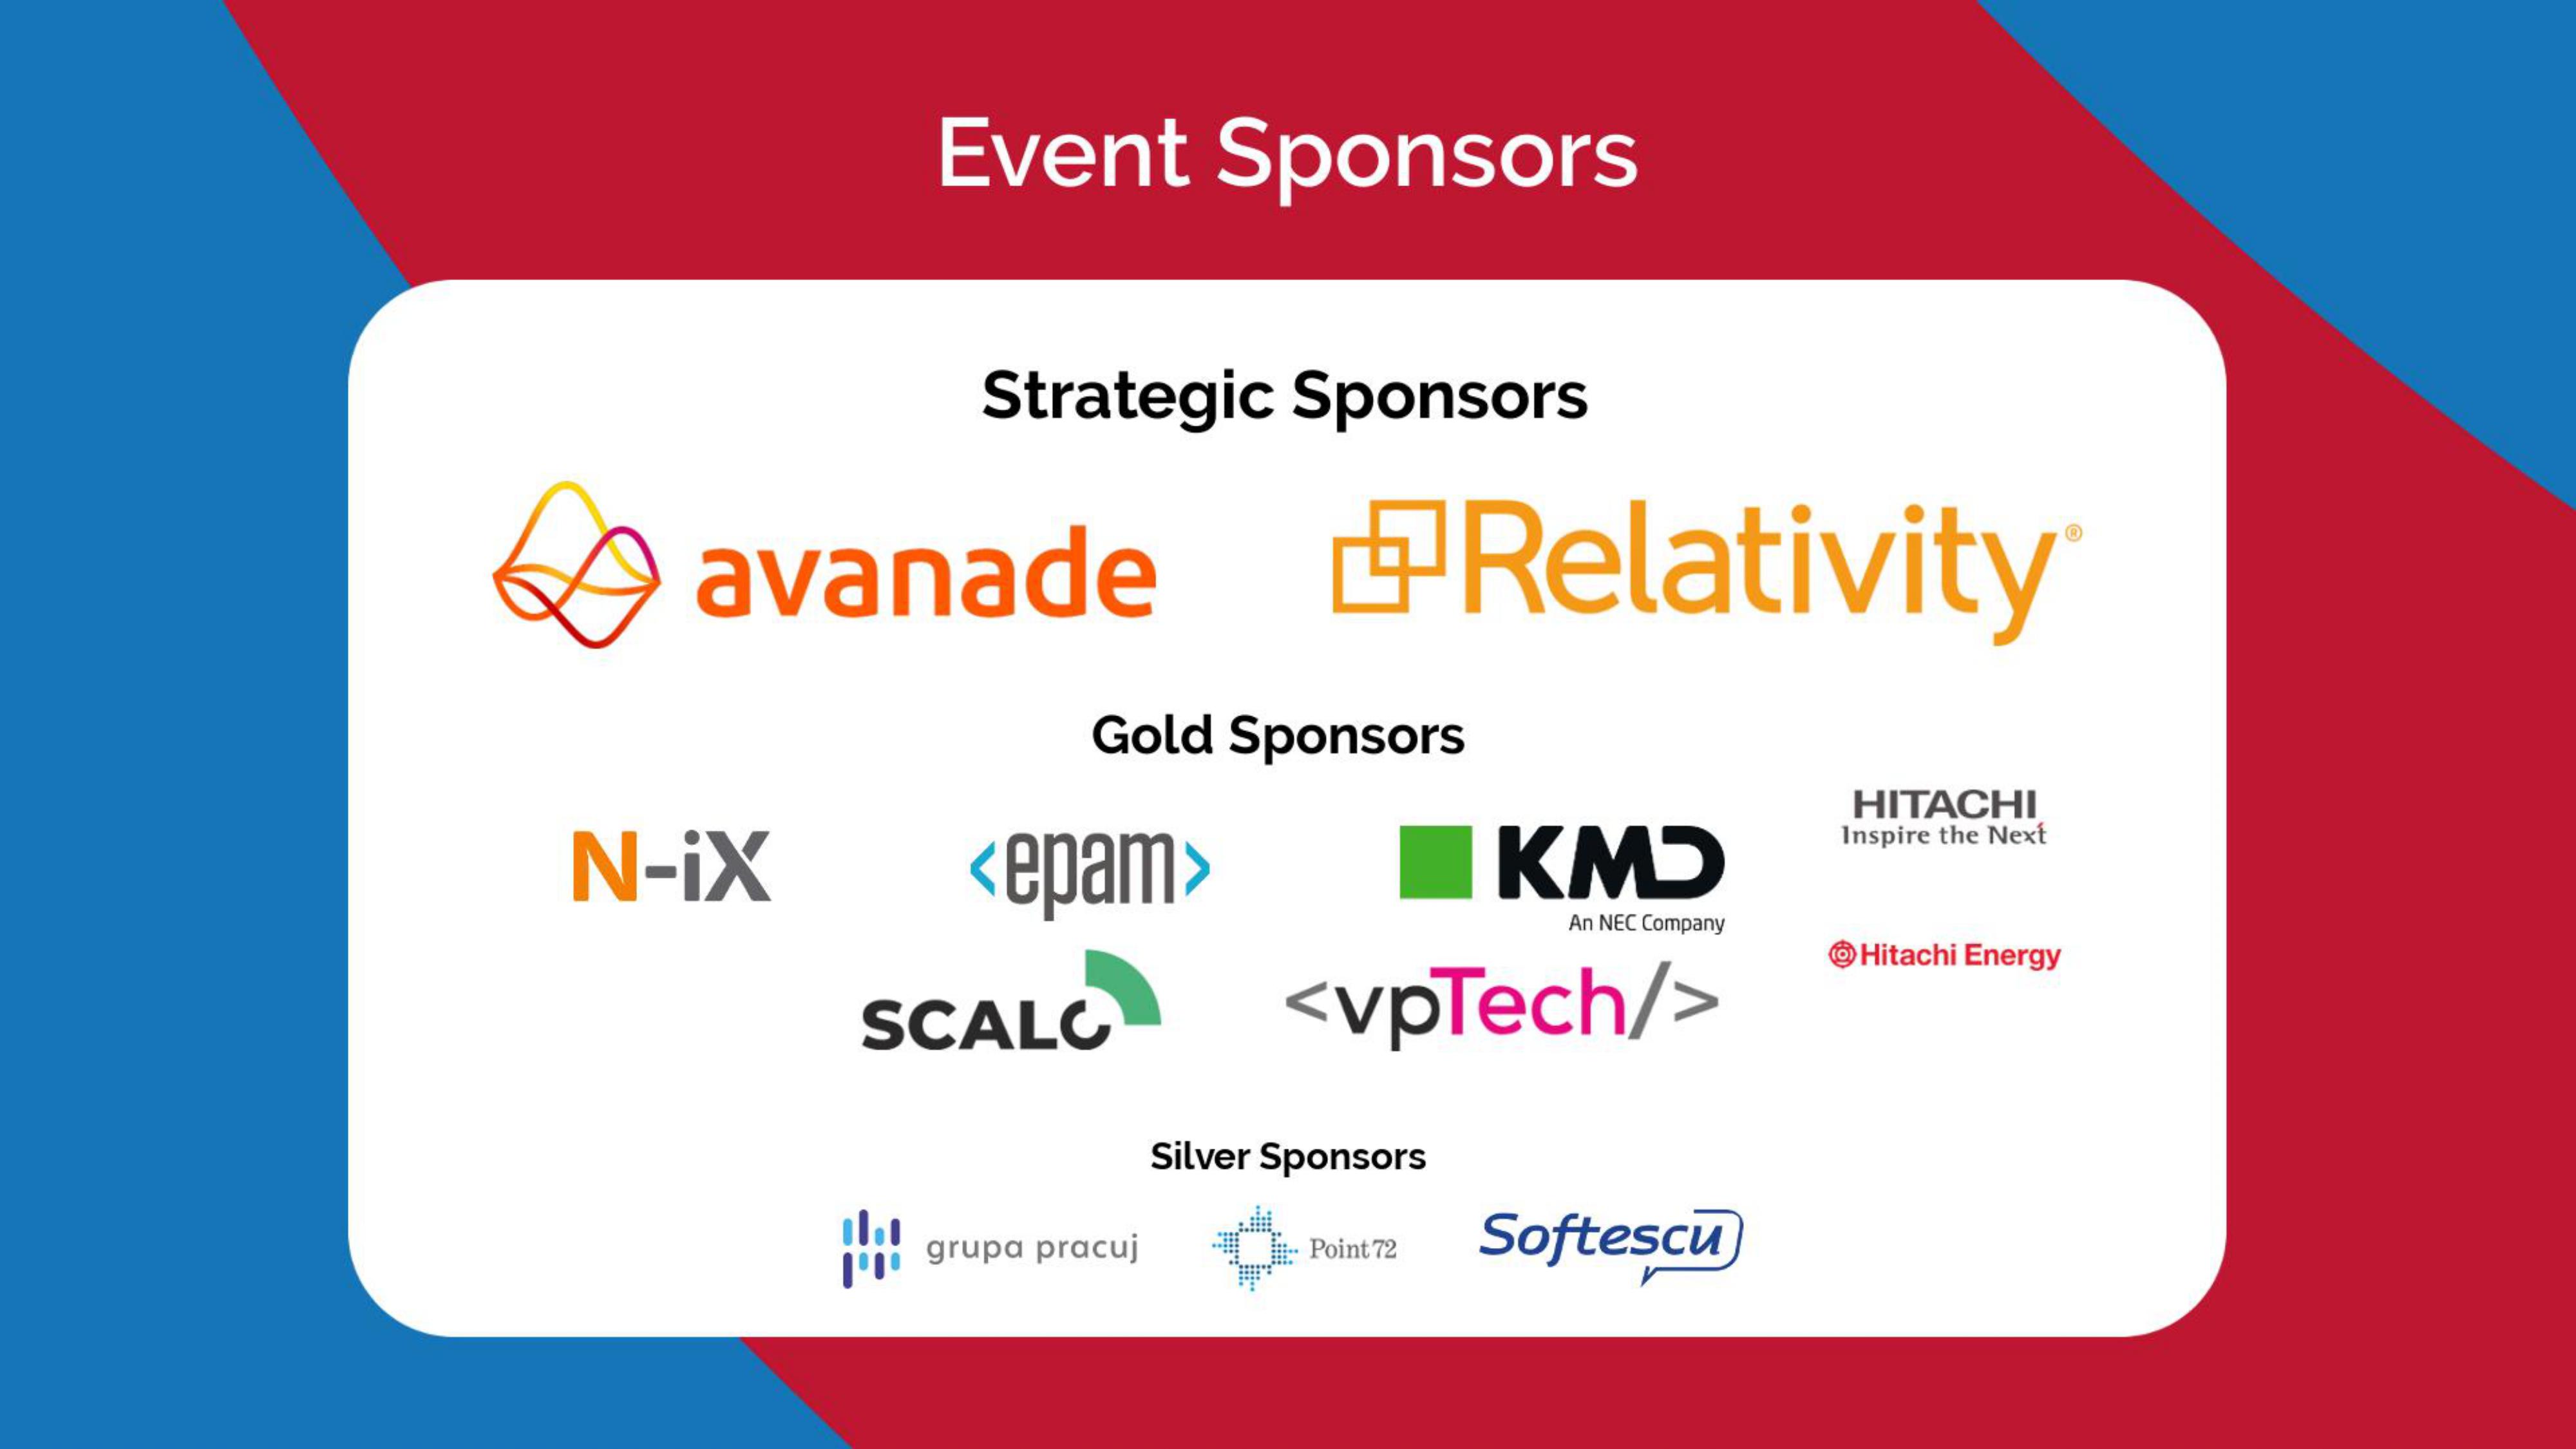 Event Sponsors
Strategic Sponsors
avanade
Relativity®
Gold Sponsors
N-iX
<epam>
KMD
An NEC Company
HITACHI
Inspire the Next
Hitachi Energy
SCALO
<vpTech/>
Silver Sponsors
grupa pracuj
Point72
Softescu